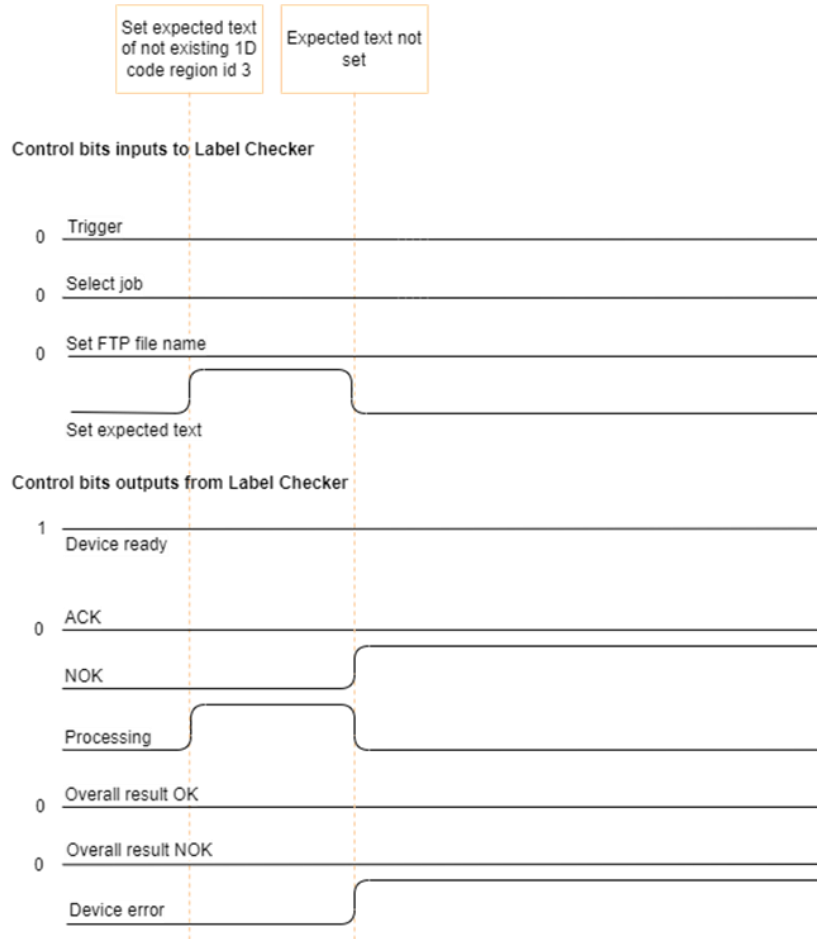 Set expected text
of not existing 1D
code region id 3
Expected text not
set
Control bits inputs to Label Checker
Trigger
0
Select job
0
Set FTP file name
0
Set expected text
Control bits outputs from Label Checker
1
Device ready
ACK
0
NOK
Processing
Overall result OK
0
Overall result NOK
0
Device error